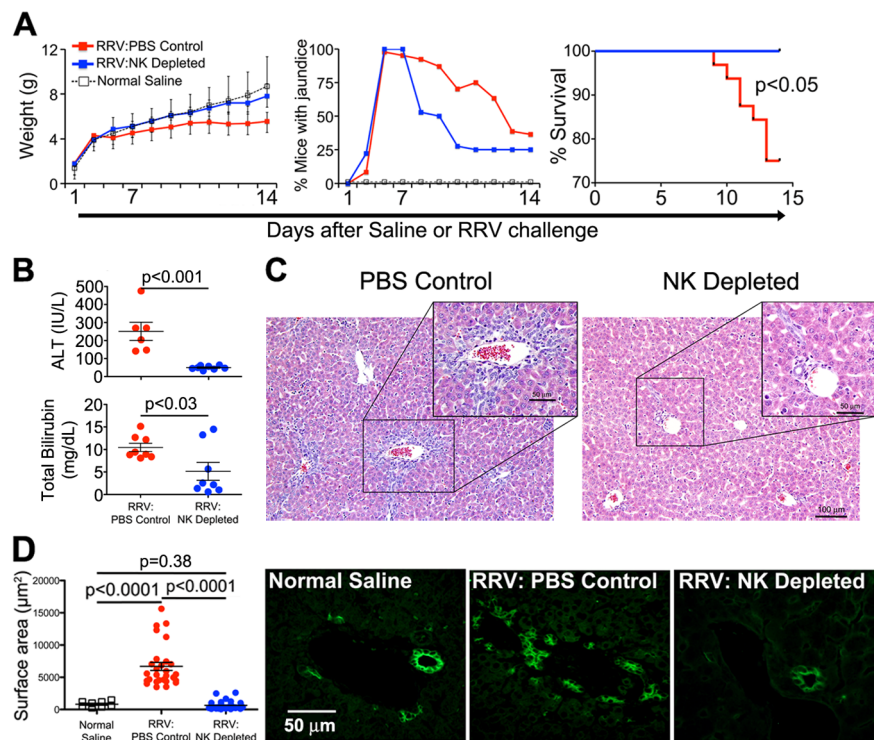 A
RRV:PBS Control
RRV:NK Depleted
Normal Saline
Weight (g)
12
8
4
0
1
7
14
% Mice with jaundice
100
75
50
25
0
1
7
14
% Survival
100
90
80
70
p<0.05
0
5
10
15
Days after Saline or RRV challenge
B
p<0.001
ALT (IU/L)
500
400
300
200
100
0
p<0.03
Total Bilirubin
(mg/dL)
20
15
10
5
0
RRV:
PBS Control
RRV:
NK Depleted
C
PBS Control
NK Depleted
50 µm
50 µm
100 µm
D
p=0.38
p<0.0001
p<0.0001
Surface area (µm²)
20000
15000
10000
5000
0
Normal
Saline
RRV:
PBS Control
RRV:
NK Depleted
Normal Saline
RRV: PBS Control
RRV: NK Depleted
50 µm